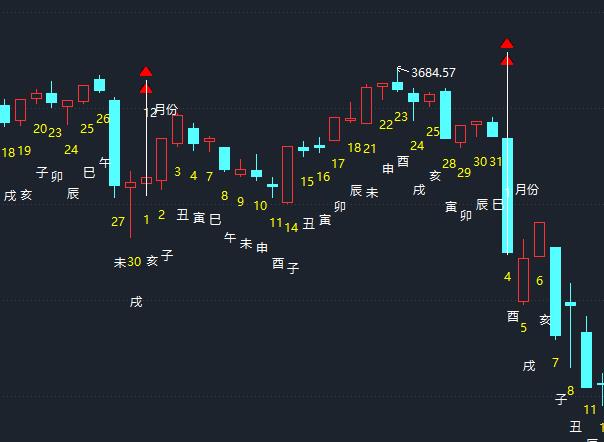 3684.57
12月份
1月份
18 19 20 23 24 25 26 27 30 1 2 3 4 7 8 9 10 11 14 15 16 17 18 21 22 23 24 25 28 29 30 31 4 5 6 7 8 11
戌 亥 子 卯 辰 巳 午 未 戌 亥 子 丑 寅 巳 午 未 申 酉 子 丑 寅 卯 辰 未 申 酉 戌 亥 寅 卯 辰 巳 酉 戌 亥 子 丑